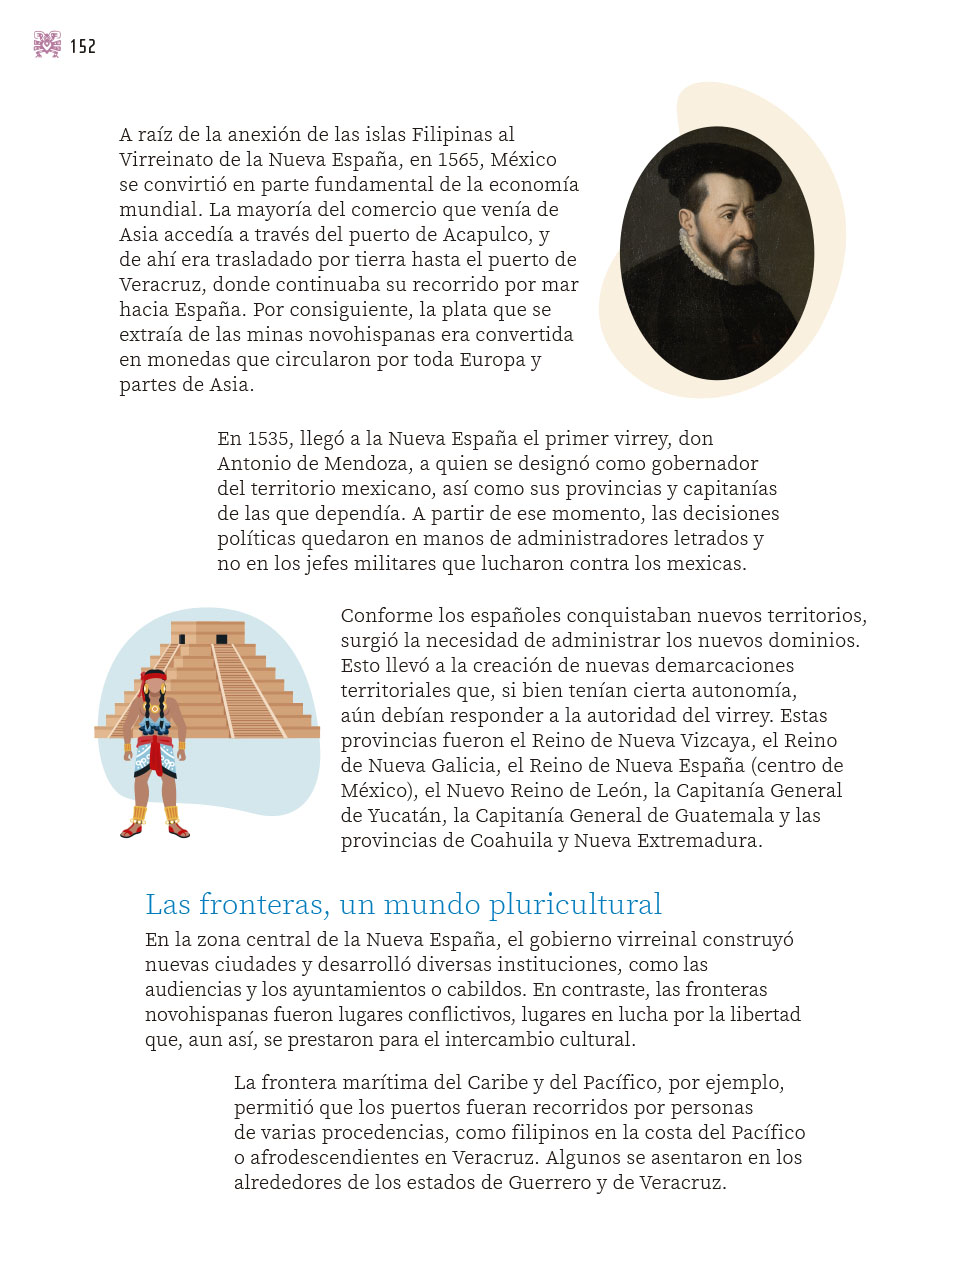 152
A raíz de la anexión de las islas Filipinas al
Virreinato de la Nueva España, en 1565, México
se convirtió en parte fundamental de la economía
mundial. La mayoría del comercio que venía de
Asia accedía a través del puerto de Acapulco, y
de ahí era trasladado por tierra hasta el puerto de
Veracruz, donde continuaba su recorrido por mar
hacia España. Por consiguiente, la plata que se
extraía de las minas novohispanas era convertida
en monedas que circularon por toda Europa y
partes de Asia.
En 1535, llegó a la Nueva España el primer virrey, don
Antonio de Mendoza, a quien se designó como gobernador
del territorio mexicano, así como sus provincias y capitanías
de las que dependía. A partir de ese momento, las decisiones
políticas quedaron en manos de administradores letrados y
no en los jefes militares que lucharon contra los mexicas.
Conforme los españoles conquistaban nuevos territorios,
surgió la necesidad de administrar los nuevos dominios.
Esto llevó a la creación de nuevas demarcaciones
territoriales que, si bien tenían cierta autonomía,
aún debían responder a la autoridad del virrey. Estas
provincias fueron el Reino de Nueva Vizcaya, el Reino
de Nueva Galicia, el Reino de Nueva España (centro de
México), el Nuevo Reino de León, la Capitanía General
de Yucatán, la Capitanía General de Guatemala y las
provincias de Coahuila y Nueva Extremadura.
Las fronteras, un mundo pluricultural
En la zona central de la Nueva España, el gobierno virreinal construyó
nuevas ciudades y desarrolló diversas instituciones, como las
audiencias y los ayuntamientos o cabildos. En contraste, las fronteras
novohispanas fueron lugares conflictivos, lugares en lucha por la libertad
que, aun así, se prestaron para el intercambio cultural.
La frontera marítima del Caribe y del Pacífico, por ejemplo,
permitió que los puertos fueran recorridos por personas
de varias procedencias, como filipinos en la costa del Pacífico
o afrodescendientes en Veracruz. Algunos se asentaron en los
alrededores de los estados de Guerrero y de Veracruz.